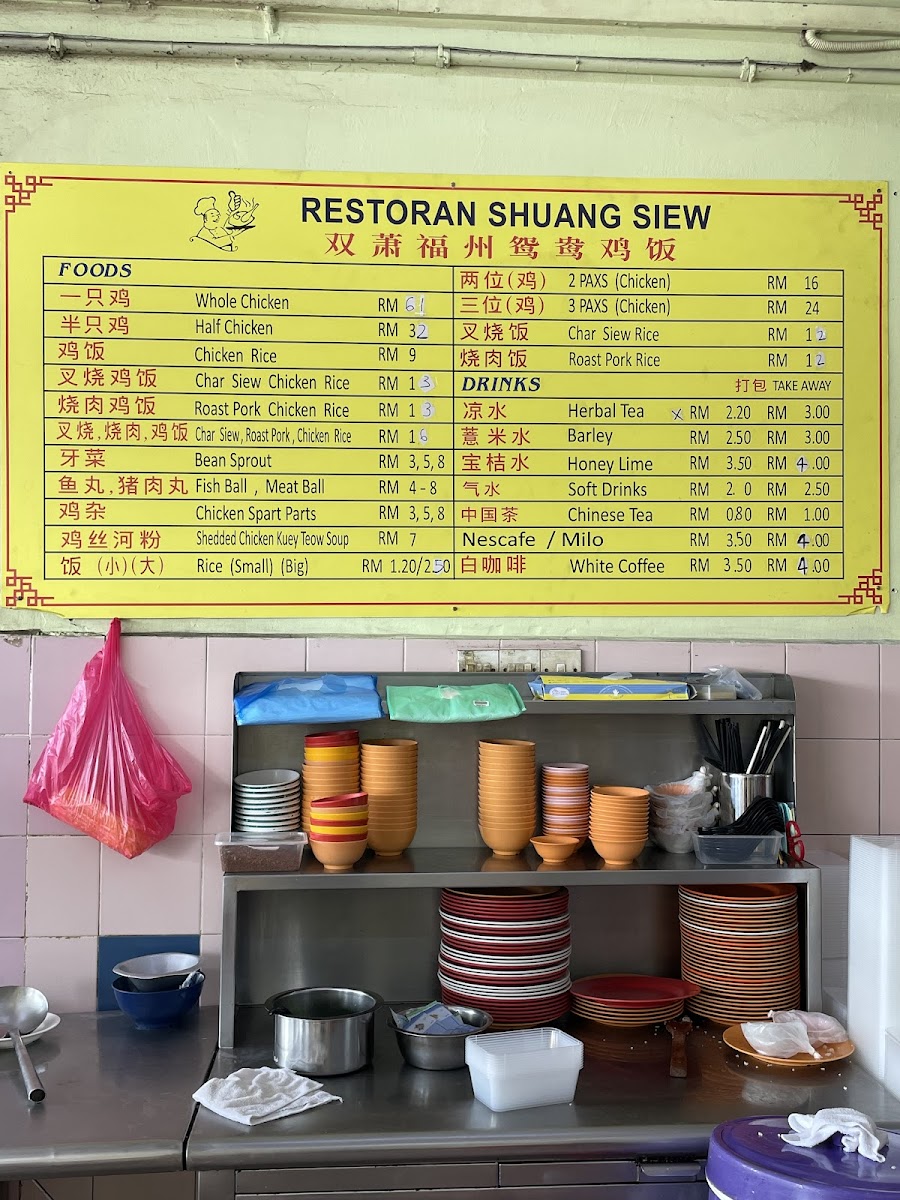 RESTORAN SHUANG SIEW
双萧福州鸳鸯鸡饭
FOODS
一只鸡 Whole Chicken RM 61
半只鸡 Half Chicken RM 32
鸡饭 Chicken Rice RM 9
叉烧鸡饭 Char Siew Chicken Rice RM 13
烧肉鸡饭 Roast Pork Chicken Rice RM 13
叉烧,烧肉,鸡饭 Char Siew, Roast Pork, Chicken Rice RM 16
牙菜 Bean Sprout RM 3, 5, 8
鱼丸,猪肉丸 Fish Ball , Meat Ball RM 4 - 8
鸡杂 Chicken Spart Parts RM 3, 5, 8
鸡丝河粉 Shedded Chicken Kuey Teow Soup RM 7
饭 (小)(大) Rice (Small) (Big) RM 1.20/2.50
两位(鸡) 2 PAXS (Chicken) RM 16
三位(鸡) 3 PAXS (Chicken) RM 24
叉烧饭 Char Siew Rice RM 12
烧肉饭 Roast Pork Rice RM 12
DRINKS 打包 TAKE AWAY
凉水 Herbal Tea x RM 2.20 RM 3.00
薏米水 Barley RM 2.50 RM 3.00
宝桔水 Honey Lime RM 3.50 RM 4.00
气水 Soft Drinks RM 2. 0 RM 2.50
中国茶 Chinese Tea RM 0.80 RM 1.00
Nescafe / Milo RM 3.50 RM 4.00
白咖啡 White Coffee RM 3.50 RM 4.00